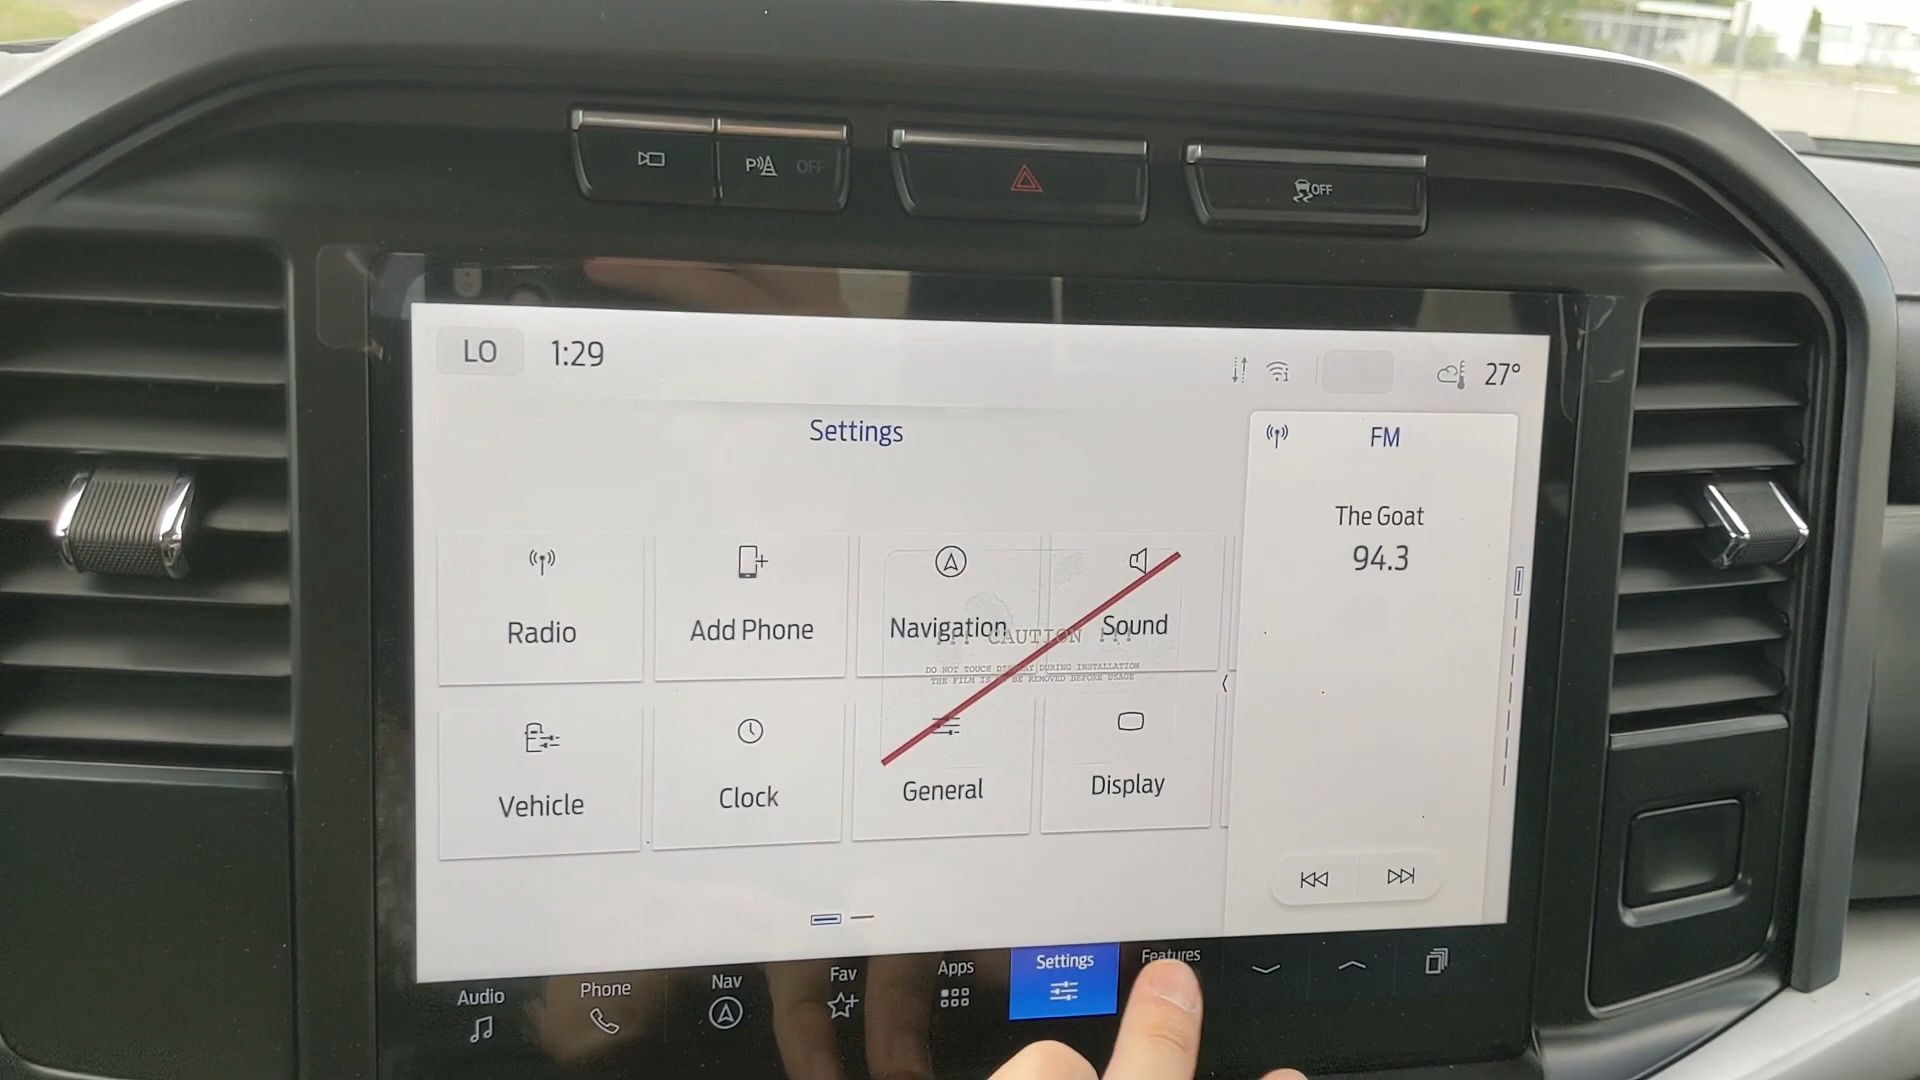 P OFF
OFF
LO 1:29
27°
Settings
FM
The Goat
94.3
Radio
Add Phone
Navigation
Sound
!!! CAUTION !!!
DO NOT TOUCH DISPLAY DURING INSTALLATION
THE FILM IS TO BE REMOVED BEFORE USAGE
Vehicle
Clock
General
Display
Audio
Phone
Nav
Fav
Apps
Settings
Features